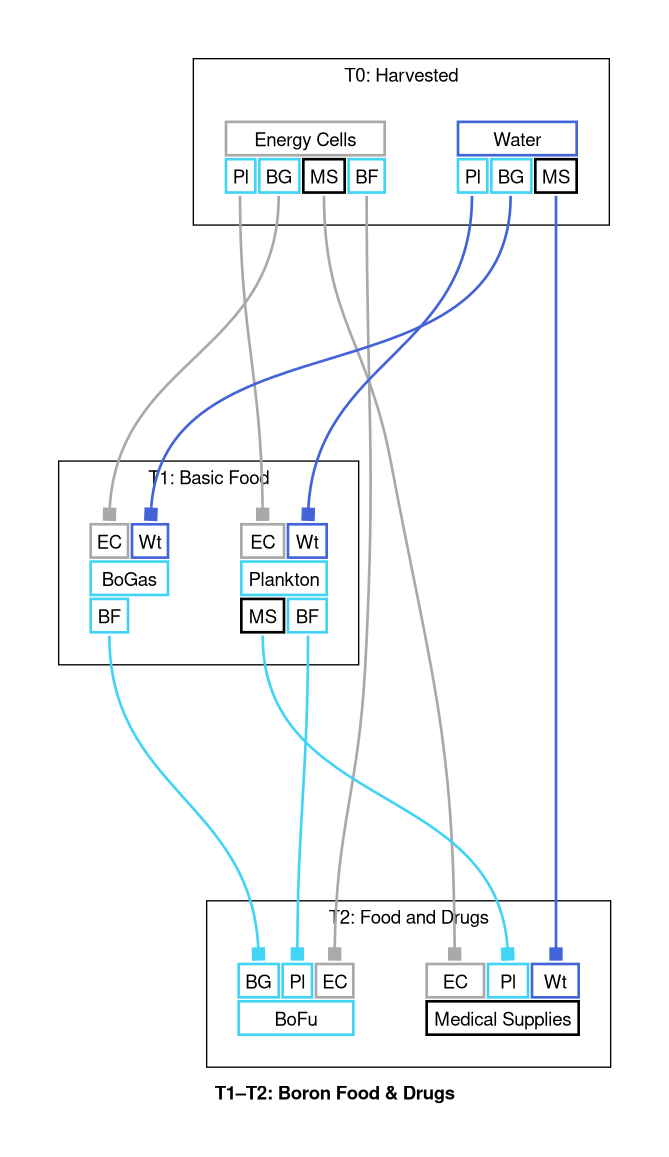 T0: Harvested
Energy Cells Water
Pl BG MS BF Pl BG MS
T1: Basic Food
EC Wt EC Wt
BoGas Plankton
BF MS BF
T2: Food and Drugs
BG Pl EC EC Pl Wt
BoFu Medical Supplies
T1–T2: Boron Food & Drugs